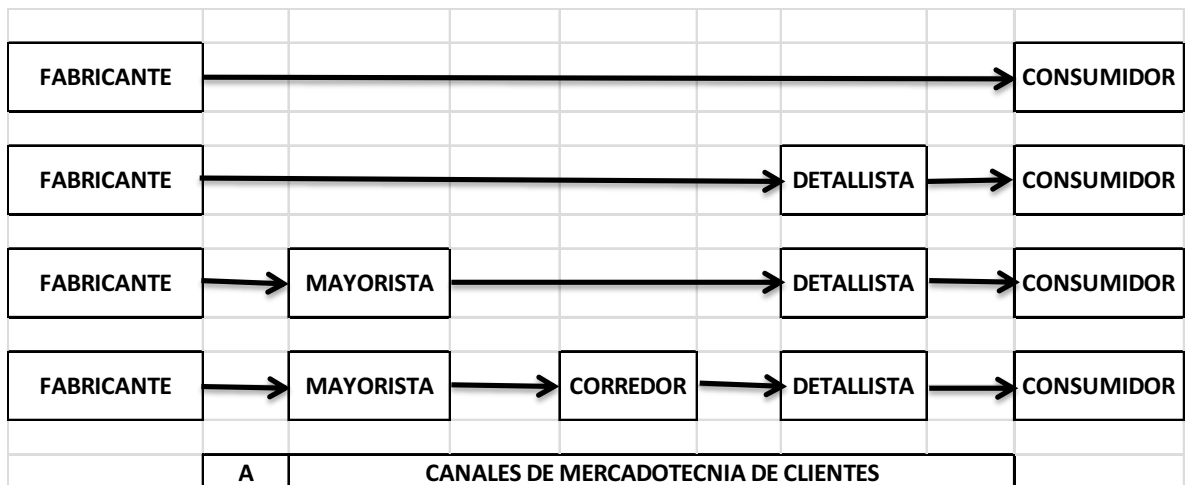 FABRICANTE CONSUMIDOR
FABRICANTE DETALLISTA CONSUMIDOR
FABRICANTE MAYORISTA DETALLISTA CONSUMIDOR
FABRICANTE MAYORISTA CORREDOR DETALLISTA CONSUMIDOR
A CANALES DE MERCADOTECNIA DE CLIENTES